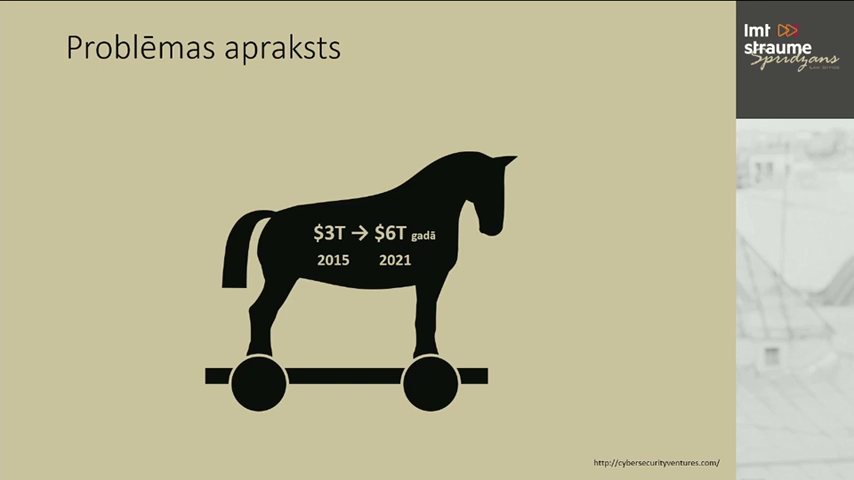 Problēmas apraksts
lmt
straume
Spridzans
$3T → $6T gadā
2015 2021
http://cybersecurityventures.com/